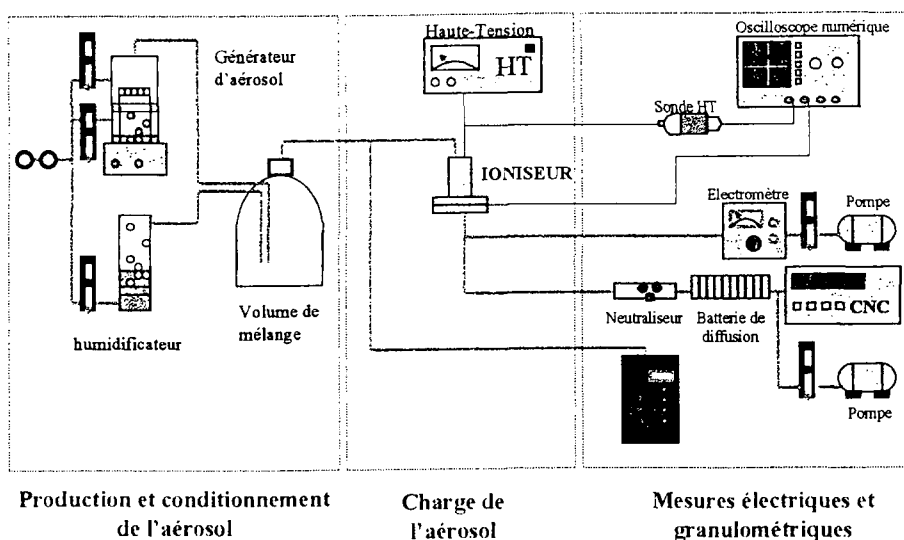 Générateur
d'aérosol
humidificateur
Volume de
mélange
Haute-Tension
HT
IONISEUR
Oscilloscope numérique
Sonde HT
Electromètre
Pompe
Neutraliseur
Batterie de
diffusion
CNC
Pompe
Production et conditionnement
de l'aérosol
Charge de
l'aérosol
Mesures électriques et
granulométriques